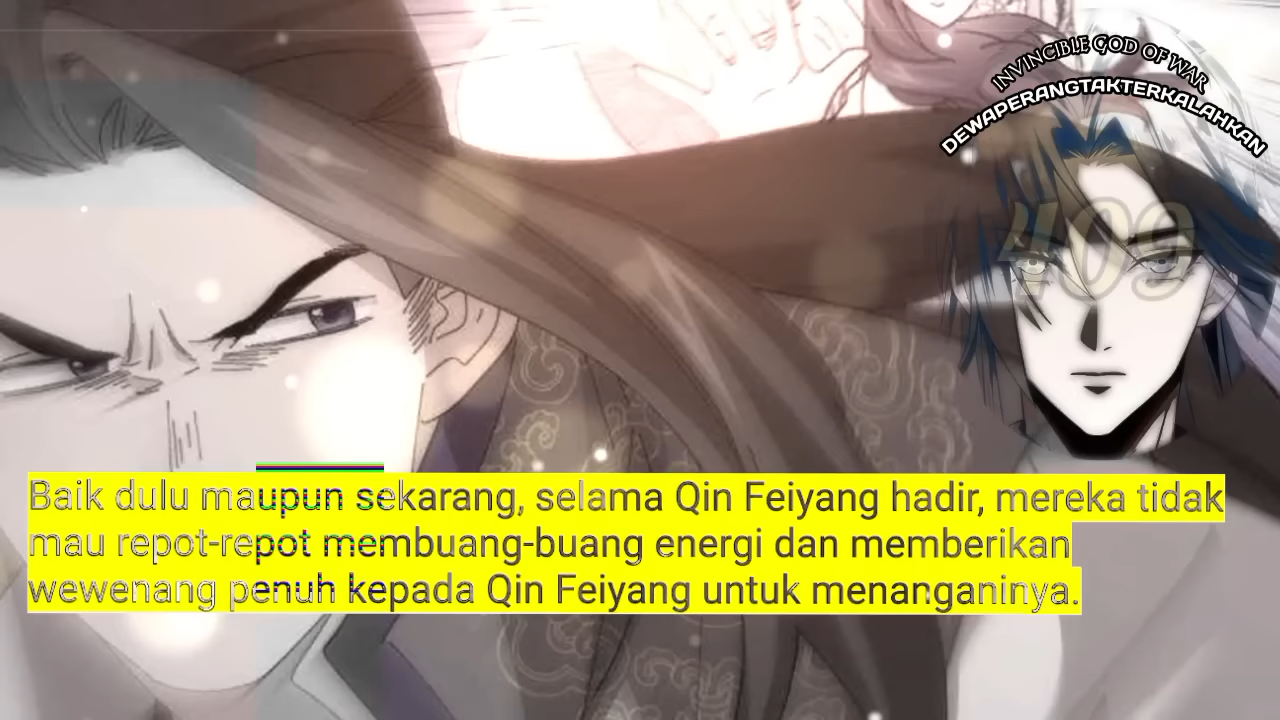 INVINCIBLE GOD OF WAR
DEWAPERANGTAKTERKALAHKAN
409
Baik dulu maupun sekarang, selama Qin Feiyang hadir, mereka tidak
mau repot-repot membuang-buang energi dan memberikan
wewenang penuh kepada Qin Feiyang untuk menanganinya.